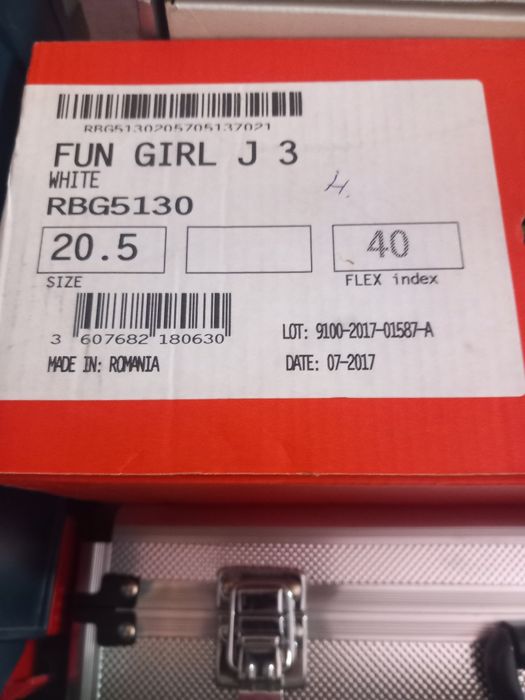 RBG5130205705137021
FUN GIRL J 3
WHITE
4.
RBG5130
20.5
40
SIZE
FLEX index
3 607682 180630
LOT: 9100-2017-01587-A
MADE IN: ROMANIA
DATE: 07-2017